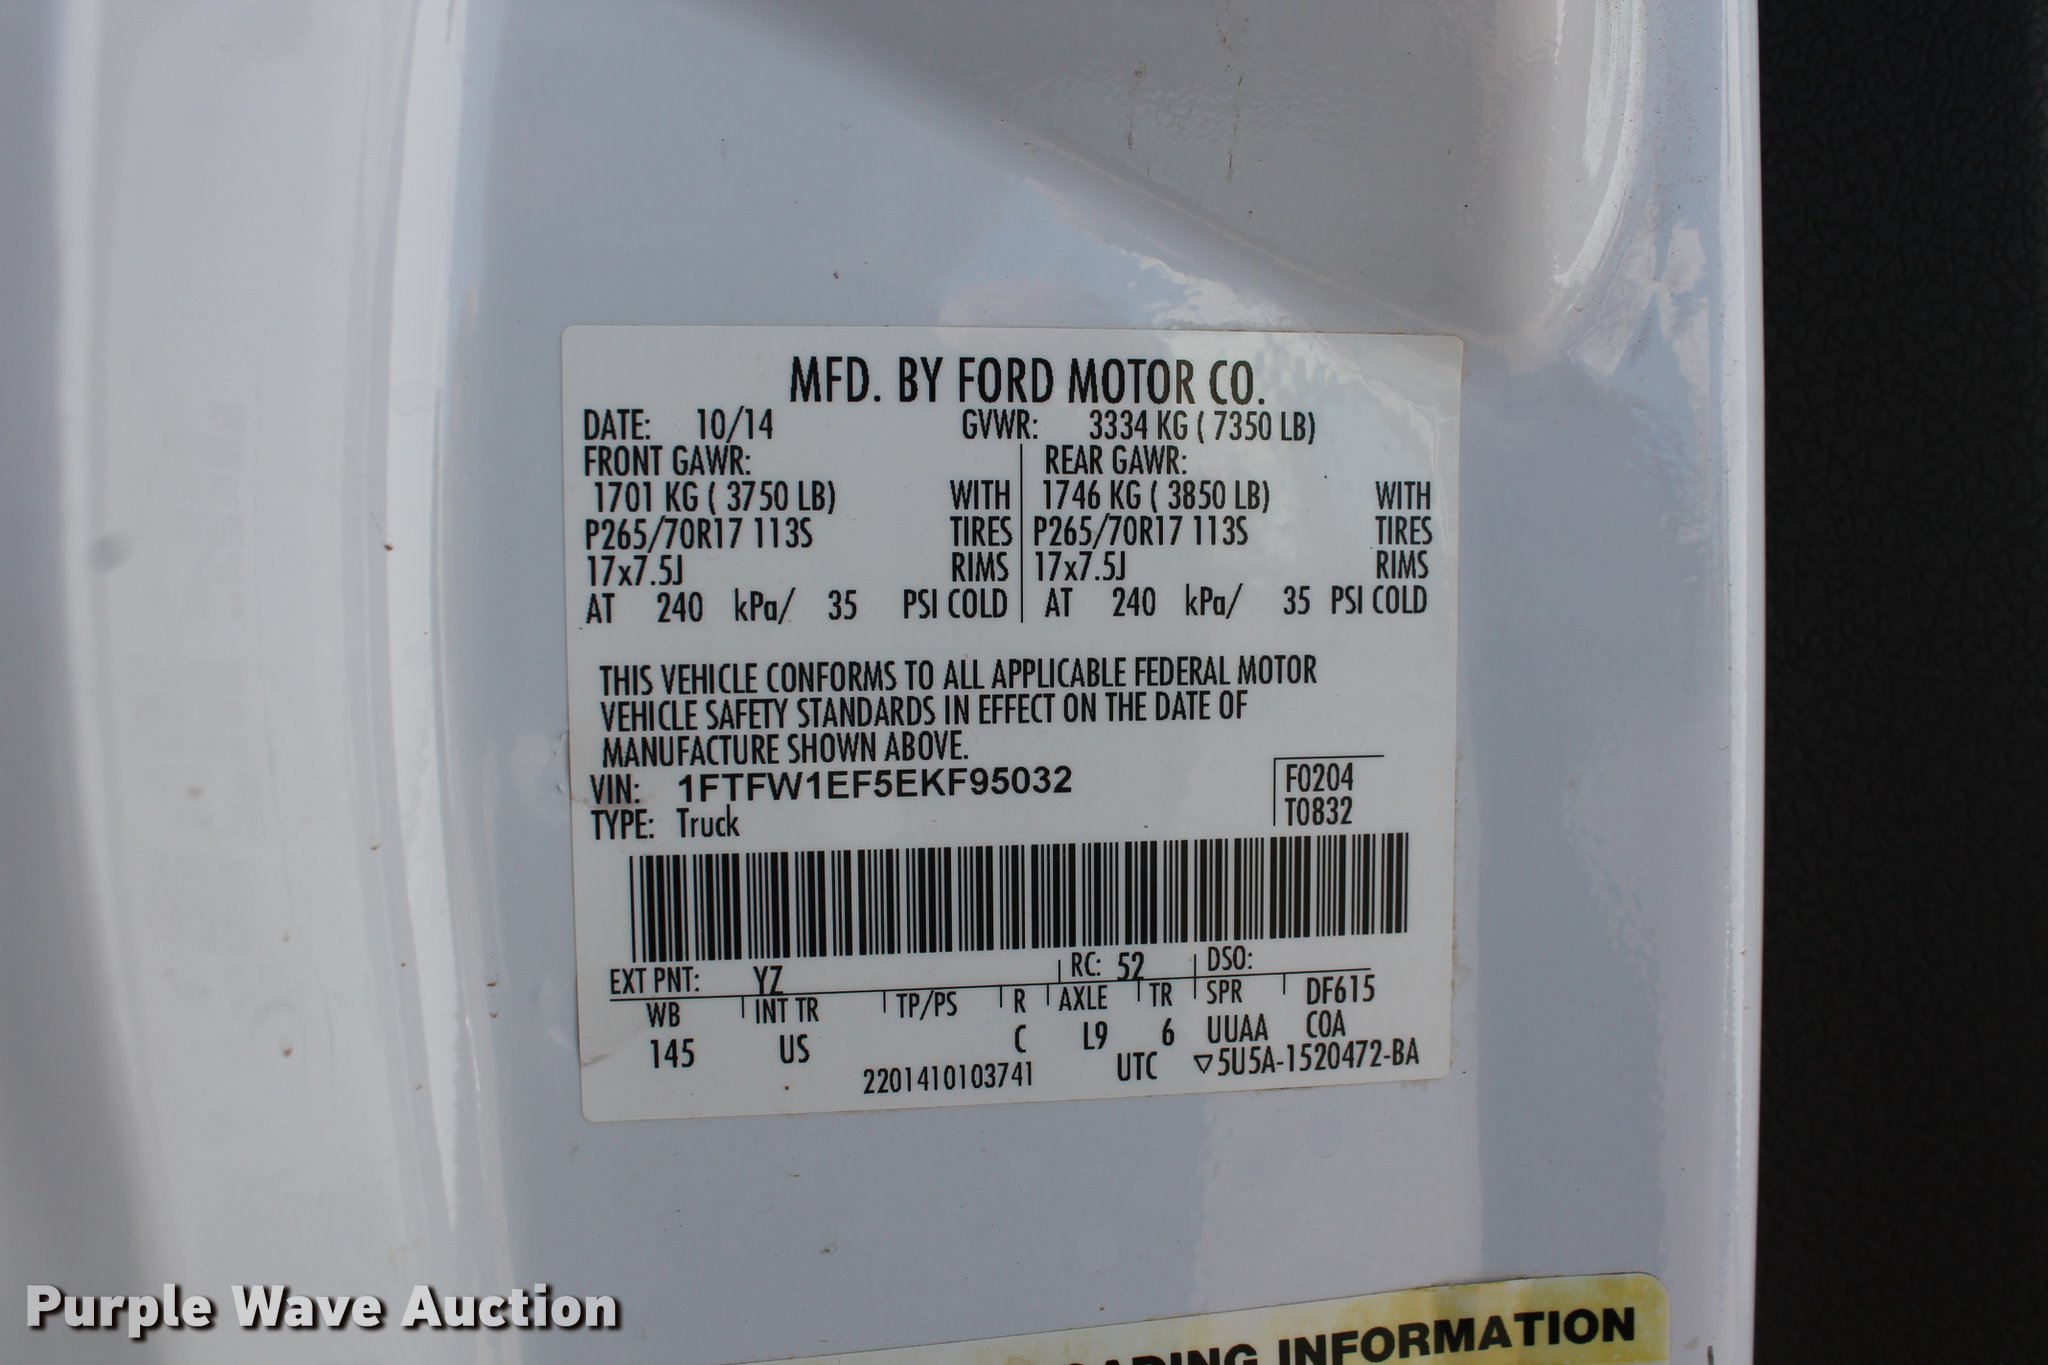 MFD. BY FORD MOTOR CO.
DATE: 10/14 GVWR: 3334 KG ( 7350 LB)
FRONT GAWR: REAR GAWR:
1701 KG ( 3750 LB) WITH 1746 KG ( 3850 LB) WITH
P265/70R17 113S TIRES P265/70R17 113S TIRES
17x7.5J RIMS 17x7.5J RIMS
AT 240 kPa/ 35 PSI COLD AT 240 kPa/ 35 PSI COLD
THIS VEHICLE CONFORMS TO ALL APPLICABLE FEDERAL MOTOR
VEHICLE SAFETY STANDARDS IN EFFECT ON THE DATE OF
MANUFACTURE SHOWN ABOVE.
VIN: 1FTFW1EF5EKF95032 F0204
TYPE: Truck T0832
EXT PNT: YZ RC: 52 DSO:
WB INT TR TP/PS R AXLE TR SPR DF615
145 US C L9 6 UUAA COA
2201410103741 UTC ▽5U5A-1520472-BA
INFORMATION
Purple Wave Auction